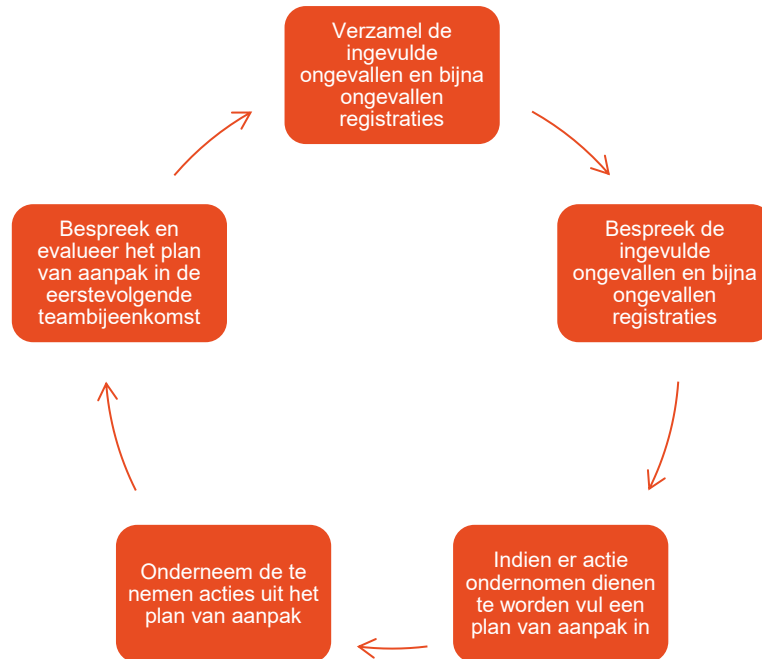 Verzamel de
ingevulde
ongevallen en bijna
ongevallen
registraties
Bespreek de
ingevulde
ongevallen en bijna
ongevallen
registraties
Indien er actie
ondernomen dienen
te worden vul een
plan van aanpak in
Onderneem de te
nemen acties uit het
plan van aanpak
Bespreek en
evalueer het plan
van aanpak in de
eerstevolgende
teambijeenkomst